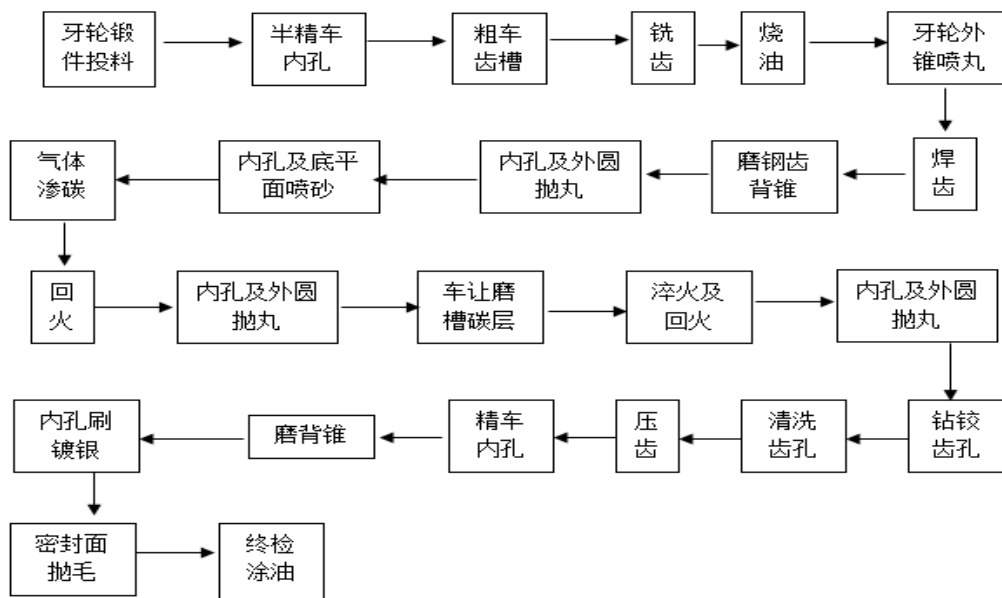 牙轮锻
件投料
半精车
内孔
粗车
齿槽
铣
齿
烧
油
牙轮外
锥喷丸
焊
齿
磨钢齿
背锥
内孔及外圆
抛丸
内孔及底平
面喷砂
气体
渗碳
回
火
内孔及外圆
抛丸
车让磨
槽碳层
淬火及
回火
内孔及外圆
抛丸
钻铰
齿孔
清洗
齿孔
压
齿
精车
内孔
磨背锥
内孔刷
镀银
密封面
抛毛
终检
涂油